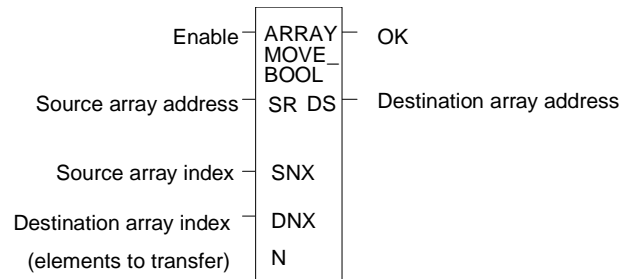 Enable ARRAY OK
MOVE_
BOOL
Source array address SR DS Destination array address
Source array index SNX
Destination array index DNX
(elements to transfer) N